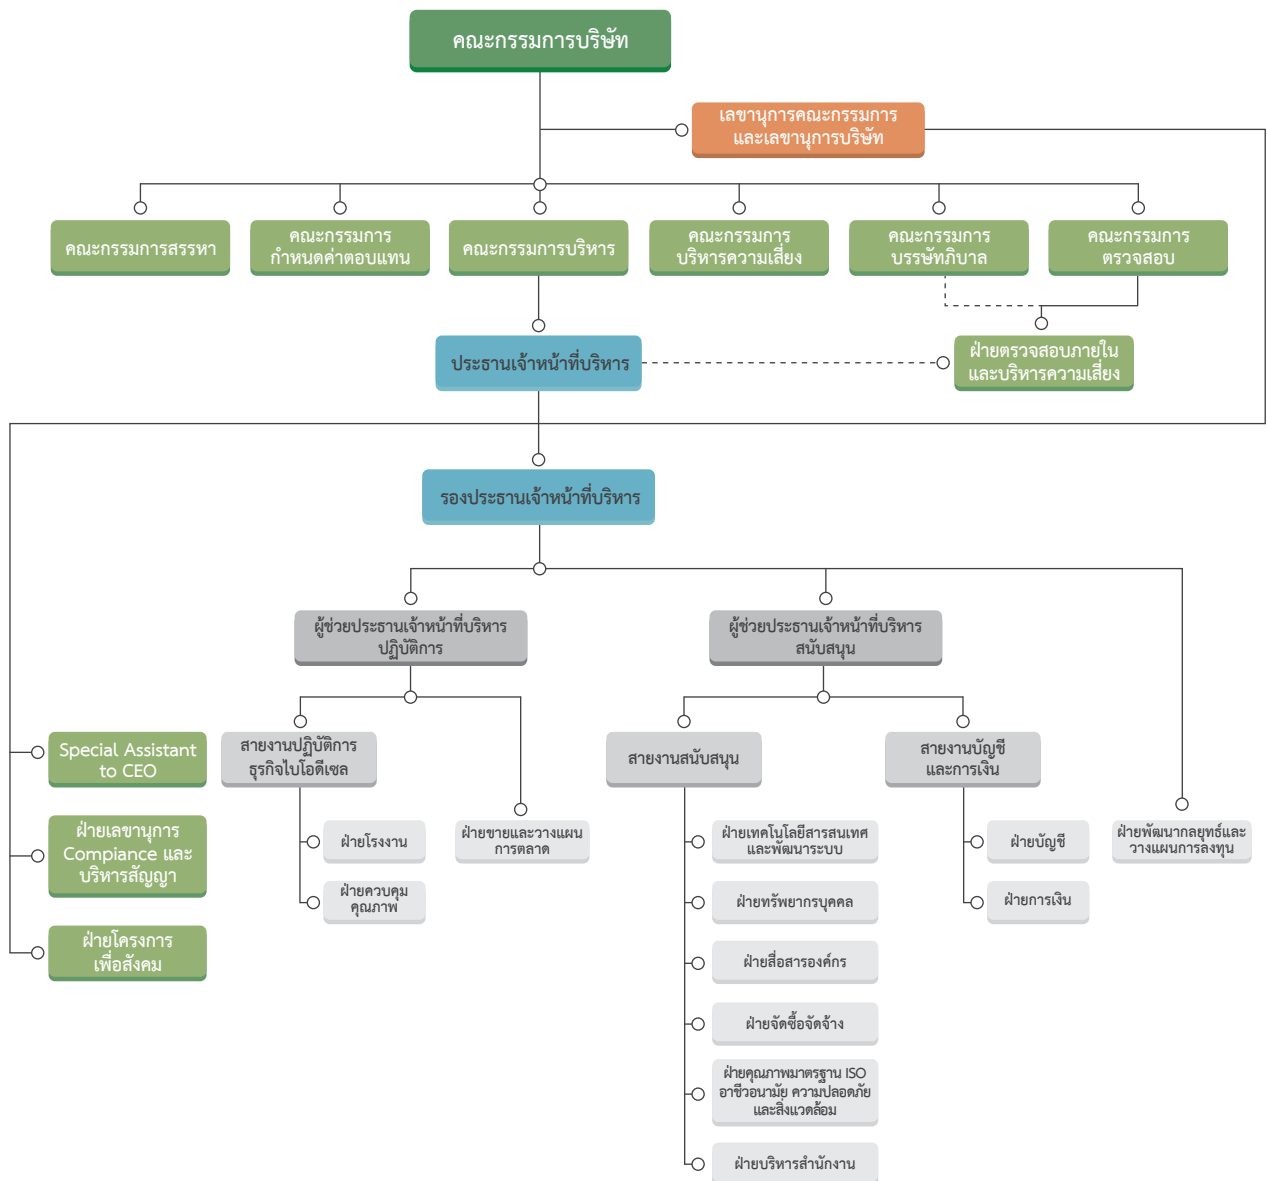 คณะกรรมการบริษัท
เลขานุการคณะกรรมการ
และเลขานุการบริษัท
คณะกรรมการสรรหา
คณะกรรมการ
กำหนดค่าตอบแทน
คณะกรรมการบริหาร
คณะกรรมการ
บริหารความเสี่ยง
คณะกรรมการ
บรรษัทภิบาล
คณะกรรมการ
ตรวจสอบ
ประธานเจ้าหน้าที่บริหาร
ฝ่ายตรวจสอบภายใน
และบริหารความเสี่ยง
รองประธานเจ้าหน้าที่บริหาร
ผู้ช่วยประธานเจ้าหน้าที่บริหาร
ปฏิบัติการ
ผู้ช่วยประธานเจ้าหน้าที่บริหาร
สนับสนุน
Special Assistant
to CEO
สายงานปฏิบัติการ
ธุรกิจไบโอดีเซล
สายงานสนับสนุน
สายงานบัญชี
และการเงิน
ฝ่ายเลขานุการ
Compiance และ
บริหารสัญญา
ฝ่ายโรงงาน
ฝ่ายขายและวางแผน
การตลาด
ฝ่ายเทคโนโลยีสารสนเทศ
และพัฒนาระบบ
ฝ่ายบัญชี
ฝ่ายพัฒนากลยุทธ์และ
วางแผนการลงทุน
ฝ่ายควบคุม
คุณภาพ
ฝ่ายทรัพยากรบุคคล
ฝ่ายการเงิน
ฝ่ายโครงการ
เพื่อสังคม
ฝ่ายสื่อสารองค์กร
ฝ่ายจัดซื้อจัดจ้าง
ฝ่ายคุณภาพมาตรฐาน ISO
อาชีวอนามัย ความปลอดภัย
และสิ่งแวดล้อม
ฝ่ายบริหารสำนักงาน